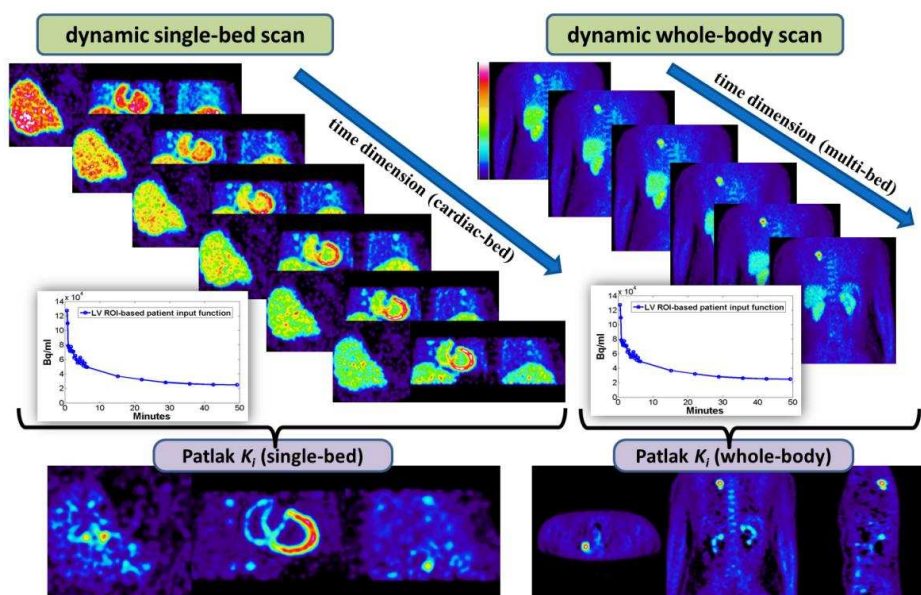 dynamic single-bed scan
dynamic whole-body scan
time dimension (cardiac-bed)
time dimension (multi-bed)
x 10⁴
14
12
10
8
6
4
2
0
Bq/ml
LV ROI-based patient input function
0 10 20 30 40 50
Minutes
x 10⁴
14
12
10
8
6
4
2
0
Bq/ml
LV ROI-based patient input function
0 10 20 30 40 50
Minutes
Patlak Ki (single-bed)
Patlak Ki (whole-body)